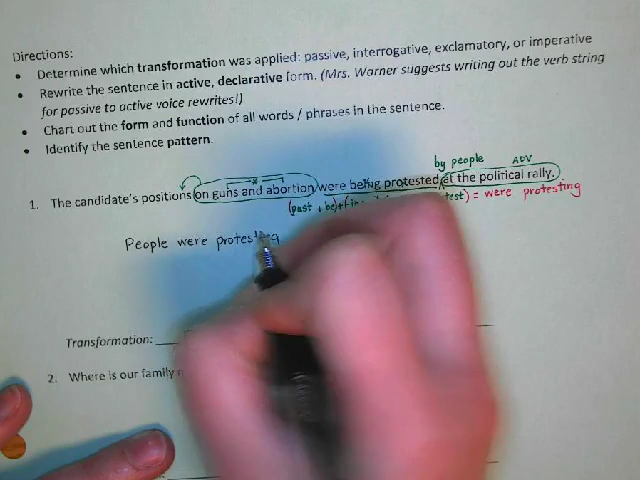 Directions:
• Determine which transformation was applied: passive, interrogative, exclamatory, or imperative
• Rewrite the sentence in active, declarative form. (Mrs. Warner suggests writing out the verb string
for passive to active voice rewrites!)
• Chart out the form and function of all words / phrases in the sentence.
• Identify the sentence pattern.
by people ADV
1. The candidate's positions on guns and abortion were being protested at the political rally.
(past + be) + (ing test) = were protesting
People were protesting
Transformation:
2. Where is our family